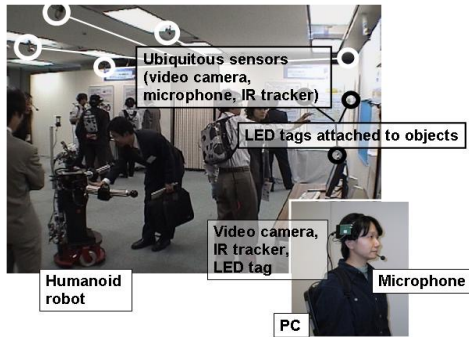 Ubiquitous sensors
(video camera,
microphone, IR tracker)
LED tags attached to objects
Video camera,
IR tracker,
LED tag
Humanoid
robot
Microphone
PC